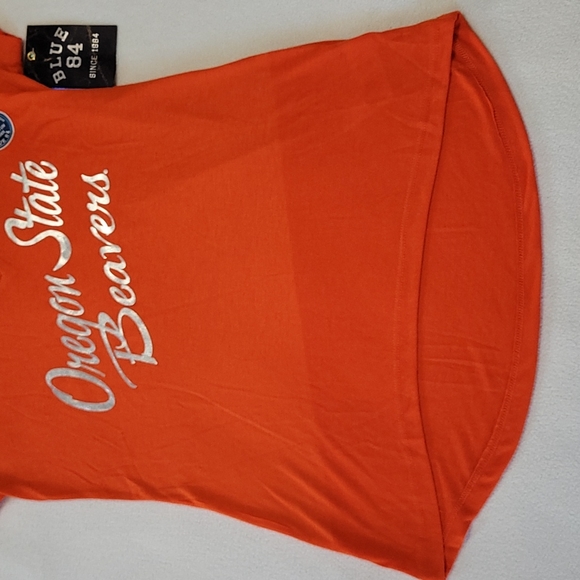 BLUE
84
SINCE 1984
Oregon State
Beavers.